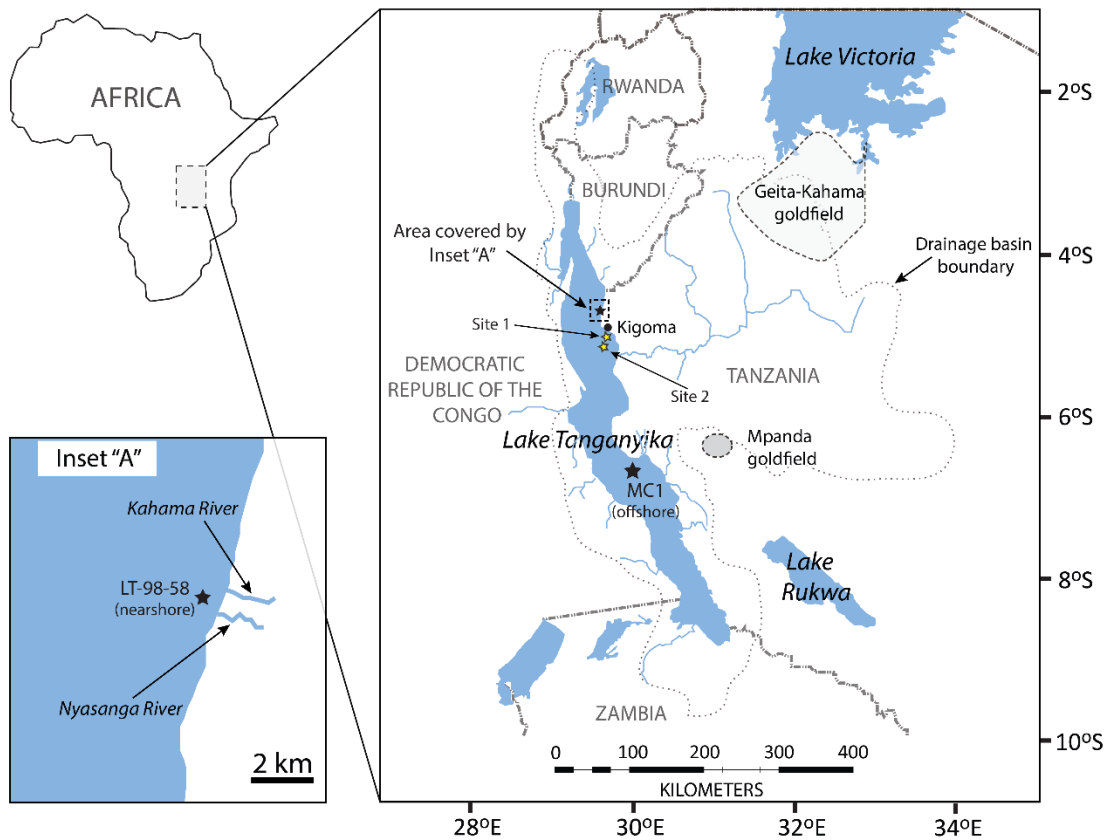 AFRICA
Lake Victoria
2ºS
RWANDA
BURUNDI
Geita-Kahama
goldfield
Area covered by
Inset "A"
Drainage basin
boundary
4ºS
Site 1
Kigoma
DEMOCRATIC
REPUBLIC OF THE
CONGO
Site 2
TANZANIA
6ºS
Lake Tanganyika
Mpanda
goldfield
MC1
(offshore)
Lake
Rukwa
8ºS
ZAMBIA
10ºS
0 100 200 300 400
KILOMETERS
28ºE 30ºE 32ºE 34ºE
Inset "A"
Kahama River
LT-98-58
(nearshore)
Nyasanga River
2 km